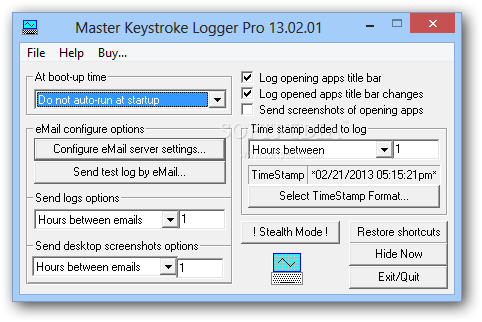 Master Keystroke Logger Pro 13.02.01
File Help Buy...
At boot-up time
Do not auto-run at startup
eMail configure options
Configure eMail server settings...
Send test log by eMail...
Send logs options
Hours between emails 1
Send desktop screenshots options
Hours between emails 1
Log opening apps title bar
Log opened apps title bar changes
Send screenshots of opening apps
Time stamp added to log
Hours between 1
TimeStamp *02/21/2013 05:15:21pm*
Select TimeStamp Format...
! Stealth Mode !
Restore shortcuts
Hide Now
Exit/Quit